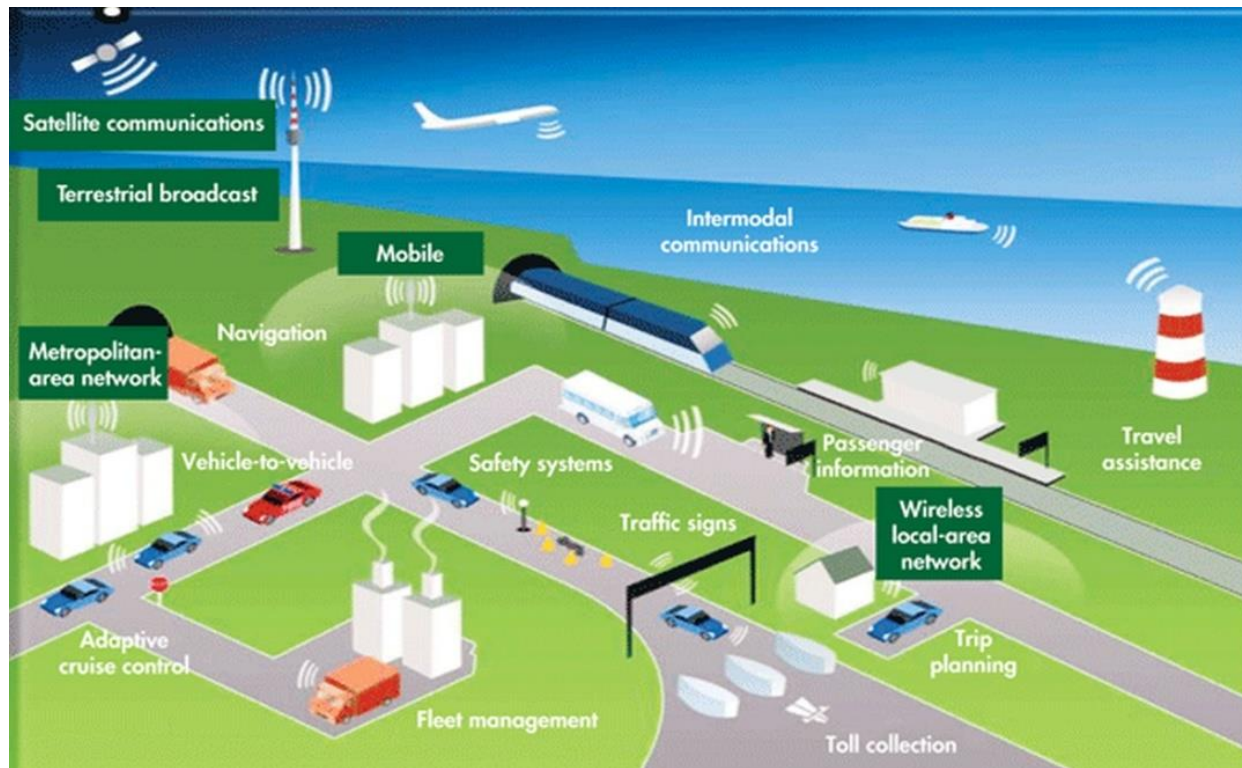 Satellite communications
Terrestrial broadcast
Intermodal
communications
Mobile
Navigation
Metropolitan-
area network
Vehicle-to-vehicle
Safety systems
Passenger
information
Travel
assistance
Traffic signs
Wireless
local-area
network
Adaptive
cruise control
Trip
planning
Fleet management
Toll collection